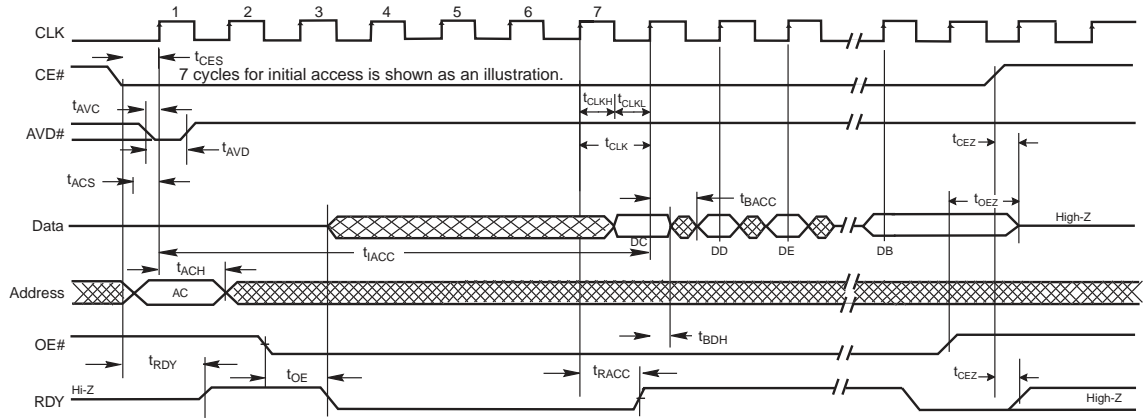 1 2 3 4 5 6 7
CLK
tCES
CE#
7 cycles for initial access is shown as an illustration.
tAVC
tCLKH tCLKL
AVD#
tAVD
tCLK
tCEZ
tACS
tBACC
tOEZ
Data
High-Z
DC
DD
DE
DB
tIACC
tACH
Address
AC
tBDH
OE#
tRDY
tOE
tRACC
tCEZ
Hi-Z
RDY
High-Z